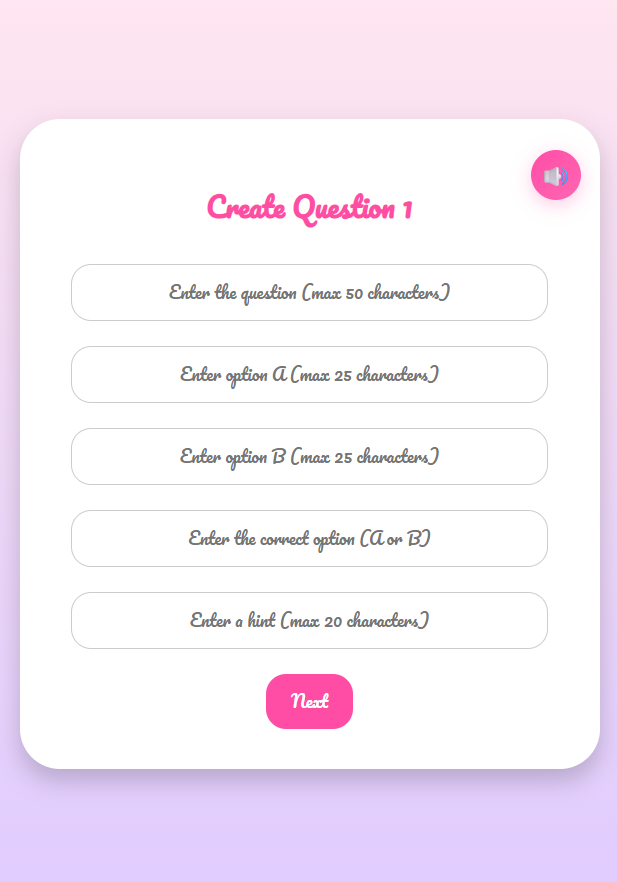 Create Question 1
Enter the question (max 50 characters)
Enter option A (max 25 characters)
Enter option B (max 25 characters)
Enter the correct option (A or B)
Enter a hint (max 20 characters)
Next